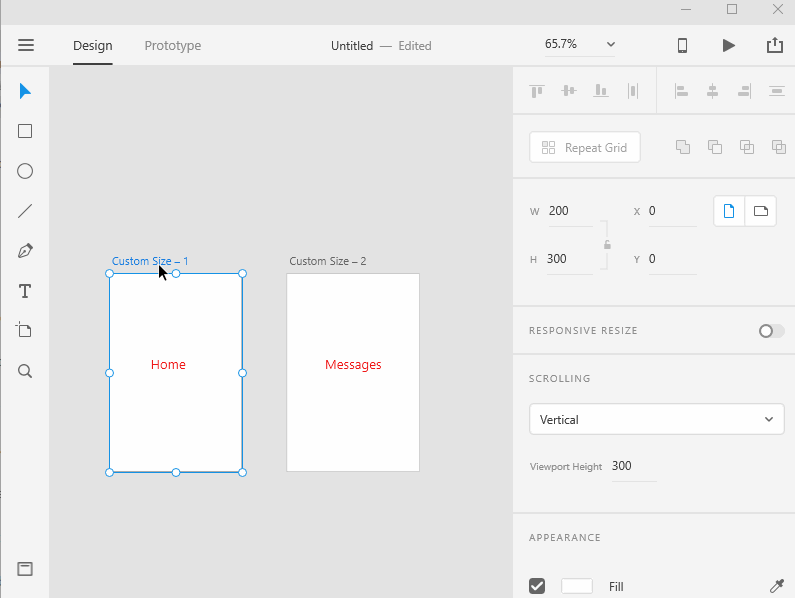 Design
Prototype
Untitled — Edited
65.7%
Repeat Grid
W 200
X 0
H 300
Y 0
RESPONSIVE RESIZE
SCROLLING
Vertical
Viewport Height 300
APPEARANCE
Fill
Custom Size – 1
Custom Size – 2
Home
Messages